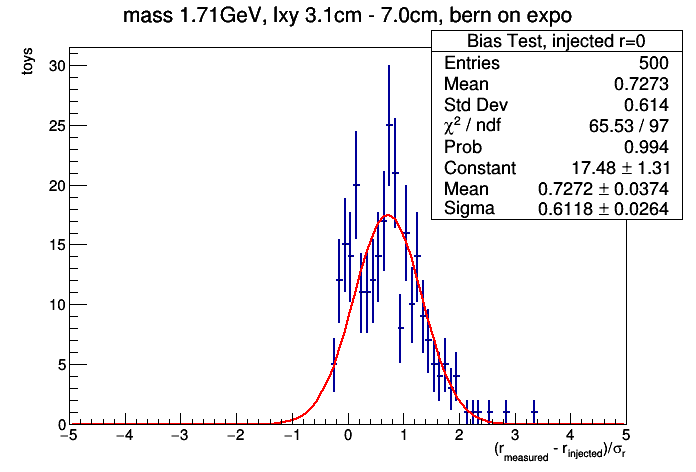 mass 1.71GeV, lxy 3.1cm - 7.0cm, bern on expo
Bias Test, injected r=0
Entries 500
Mean 0.7273
Std Dev 0.614
χ² / ndf 65.53 / 97
Prob 0.994
Constant 17.48 ± 1.31
Mean 0.7272 ± 0.0374
Sigma 0.6118 ± 0.0264
toys
30
25
20
15
10
5
0
−5 −4 −3 −2 −1 0 1 2 3 4 5
(r_measured - r_injected)/σ_r